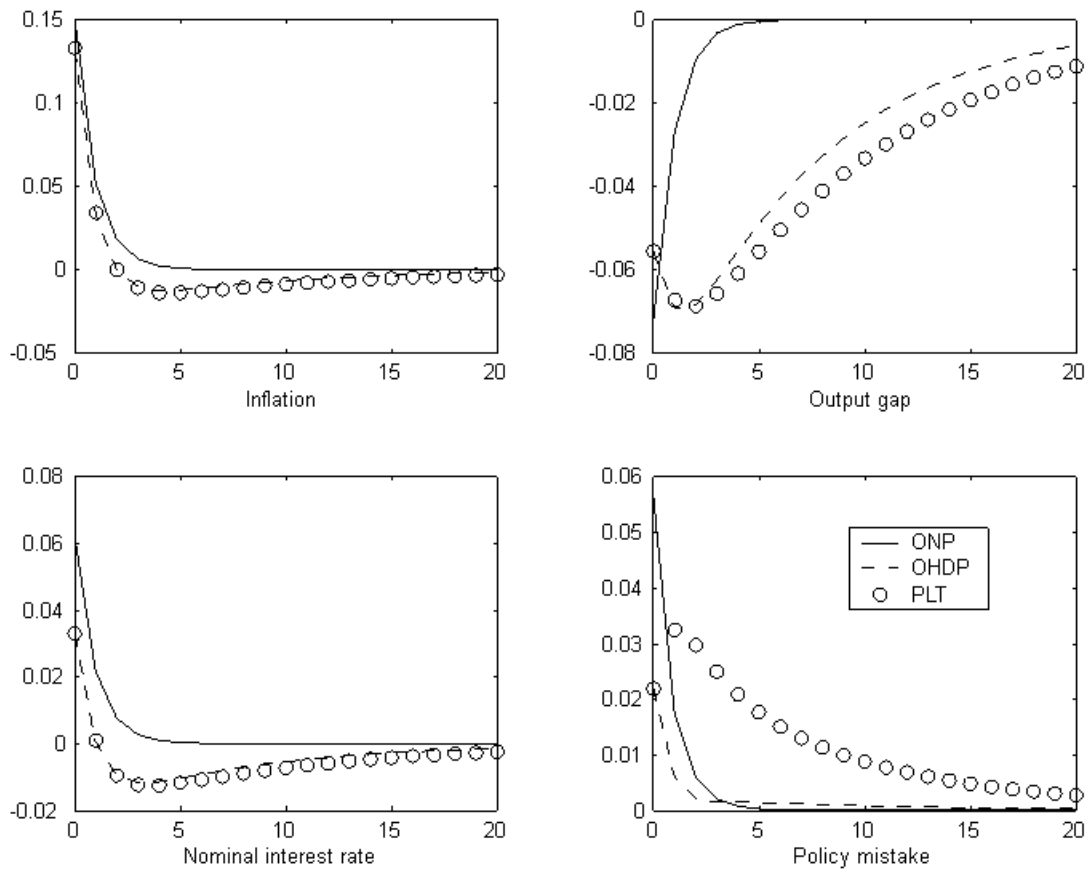 0.15
0.1
0.05
0
-0.05
0 5 10 15 20
Inflation
0
-0.02
-0.04
-0.06
-0.08
0 5 10 15 20
Output gap
0.08
0.06
0.04
0.02
0
-0.02
0 5 10 15 20
Nominal interest rate
0.06
0.05
0.04
0.03
0.02
0.01
0
ONP
OHDP
PLT
0 5 10 15 20
Policy mistake